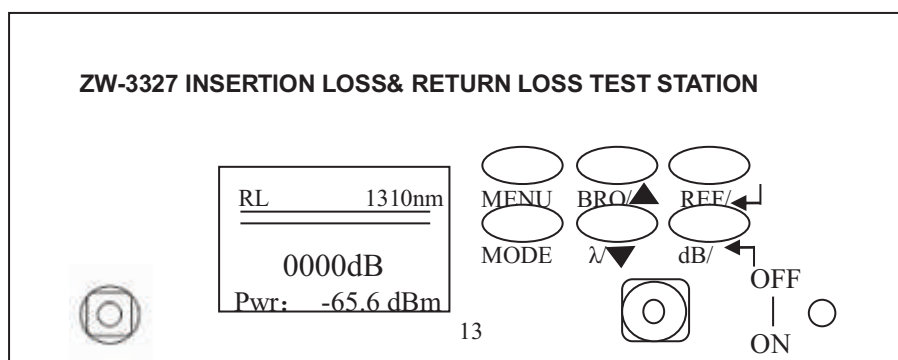 ZW-3327 INSERTION LOSS& RETURN LOSS TEST STATION
RL 1310nm
0000dB
Pwr： -65.6 dBm
MENU BRO/▲ REF/
MODE λ/▼ dB/
OFF
ON
13